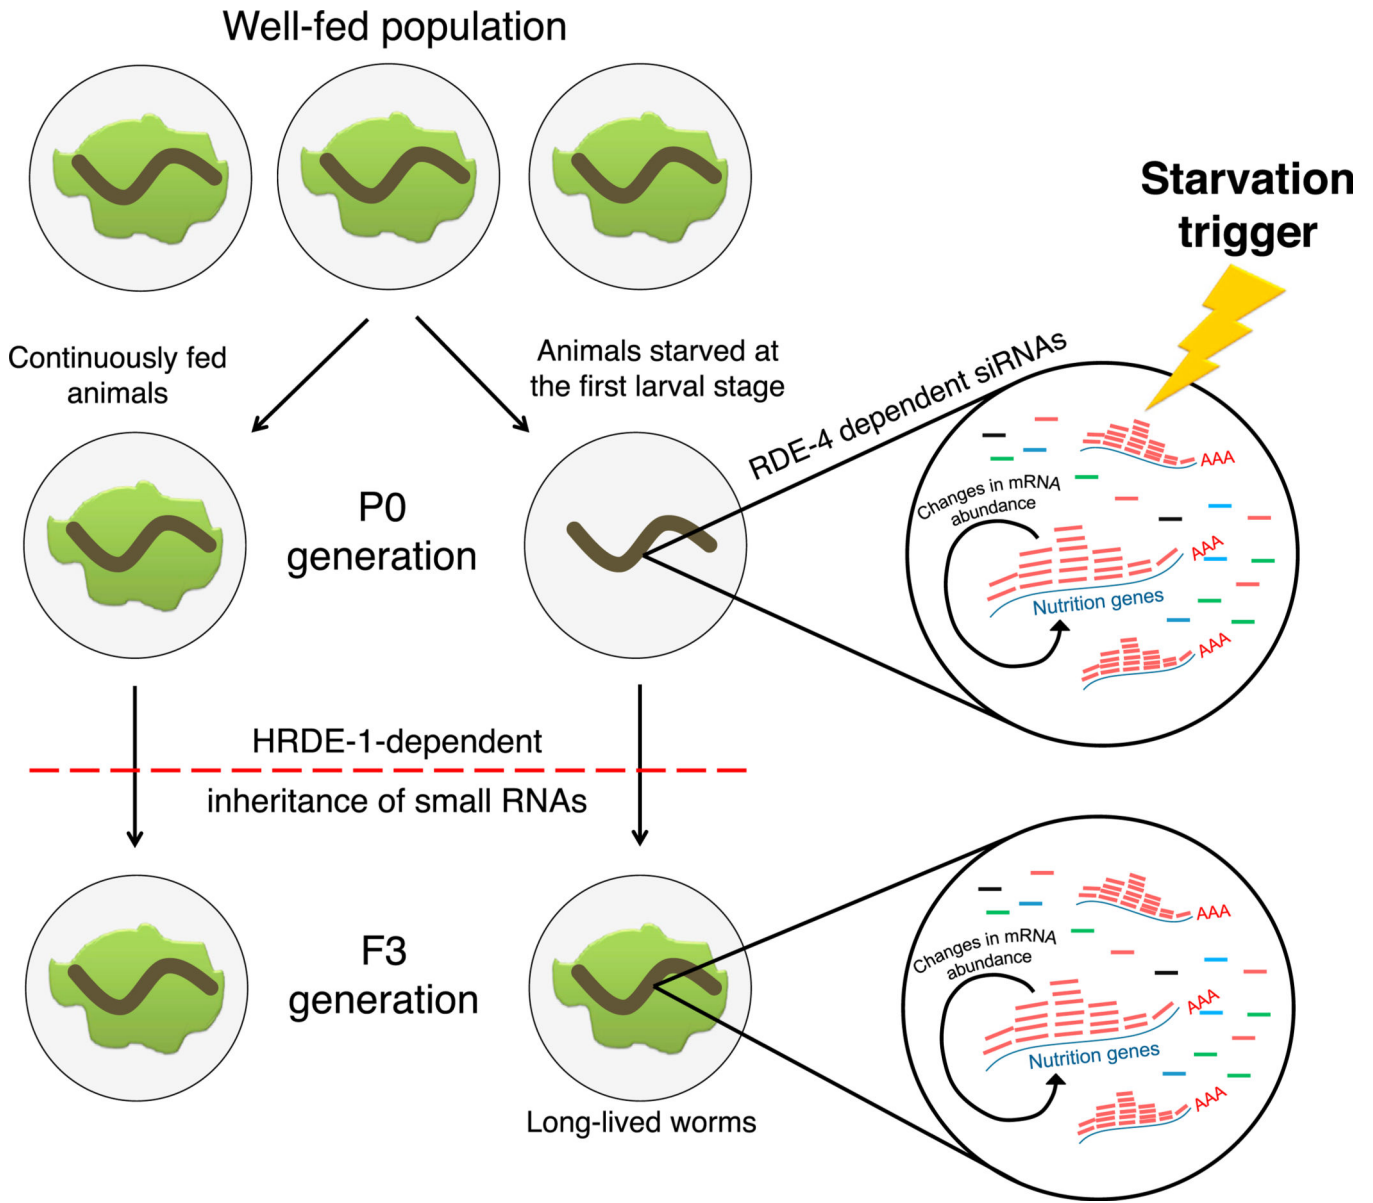 Well-fed population
Starvation
trigger
Continuously fed
animals
Animals starved at
the first larval stage
RDE-4 dependent siRNAs
P0
generation
AAA
Changes in mRNA
abundance
AAA
Nutrition genes
AAA
HRDE-1-dependent
inheritance of small RNAs
F3
generation
Long-lived worms
AAA
Changes in mRNA
abundance
AAA
Nutrition genes
AAA